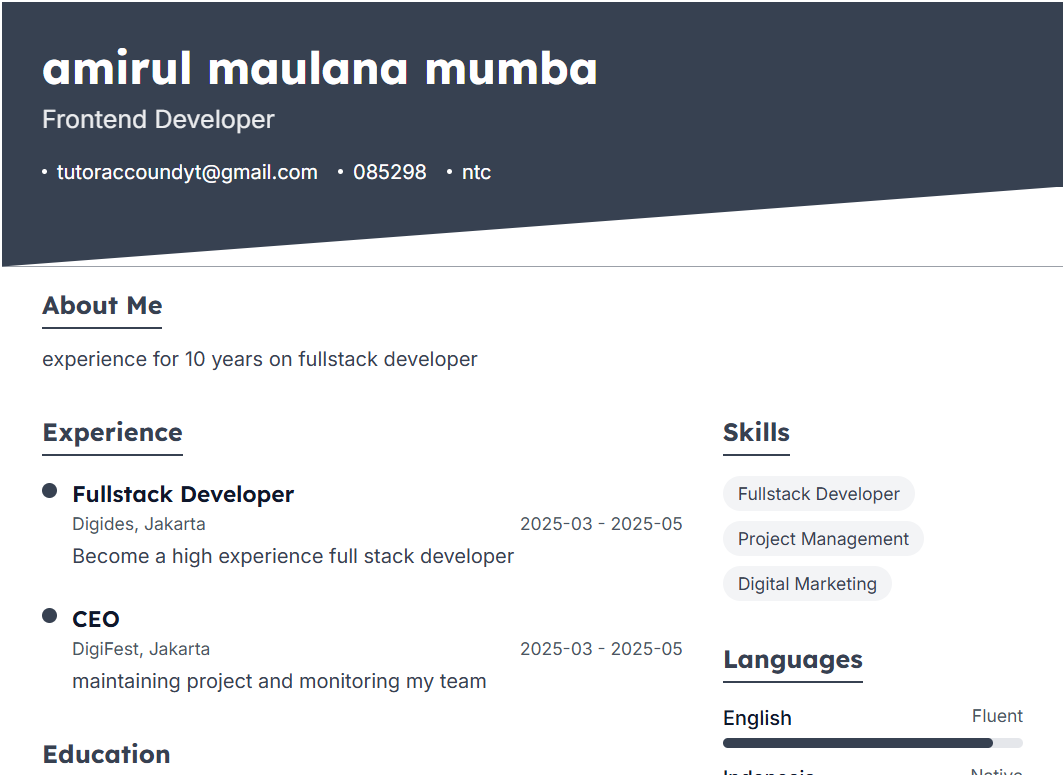 amirul maulana mumba
Frontend Developer
• tutoraccoundyt@gmail.com • 085298 • ntc
About Me
experience for 10 years on fullstack developer
Experience
Fullstack Developer
Digides, Jakarta 2025-03 - 2025-05
Become a high experience full stack developer
CEO
DigiFest, Jakarta 2025-03 - 2025-05
maintaining project and monitoring my team
Education
Skills
Fullstack Developer
Project Management
Digital Marketing
Languages
English Fluent
Indonesia Native